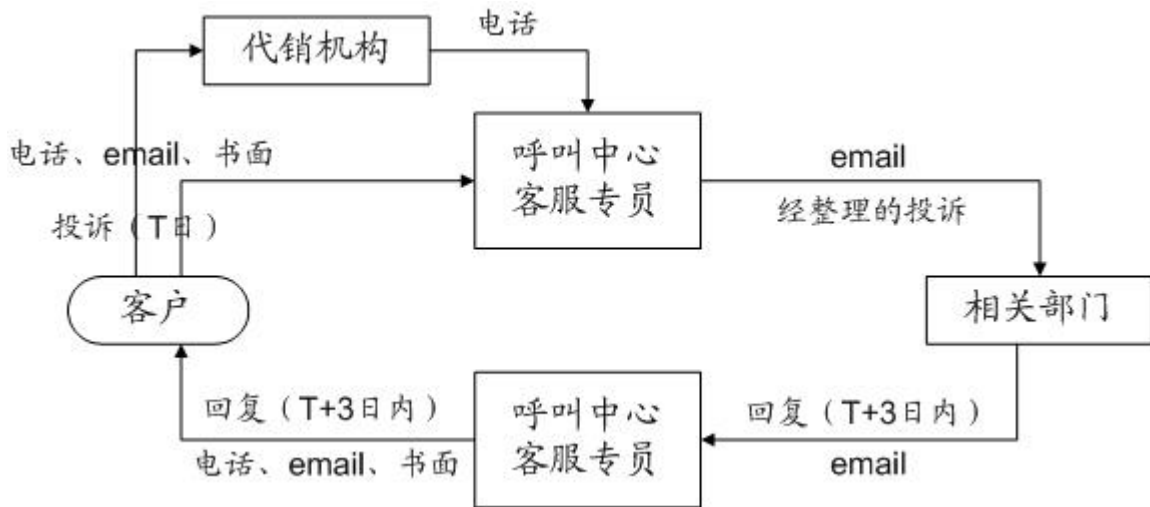 电话
代销机构
电话、email、书面
呼叫中心
客服专员
email
经整理的投诉
投诉（T日）
客户
相关部门
回复（T+3日内）
电话、email、书面
呼叫中心
客服专员
回复（T+3日内）
email